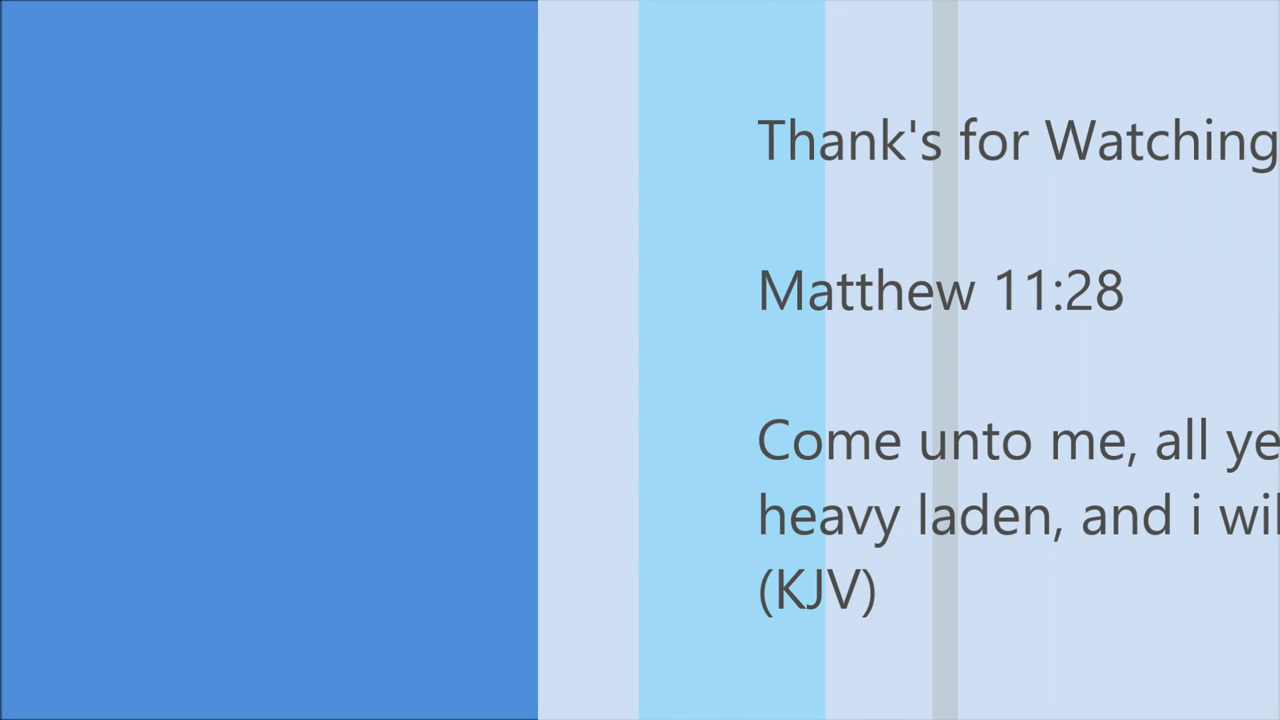 Thank's for Watching
Matthew 11:28
Come unto me, all ye
heavy laden, and i wil
(KJV)